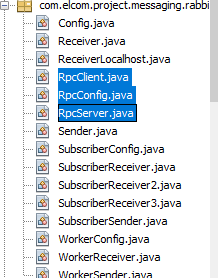 com.elcom.project.messaging.rabbi
Config.java
Receiver.java
ReceiverLocalhost.java
RpcClient.java
RpcConfig.java
RpcServer.java
Sender.java
SubscriberConfig.java
SubscriberReceiver.java
SubscriberReceiver2.java
SubscriberReceiver3.java
SubscriberSender.java
WorkerConfig.java
WorkerReceiver.java
WorkerSender.java